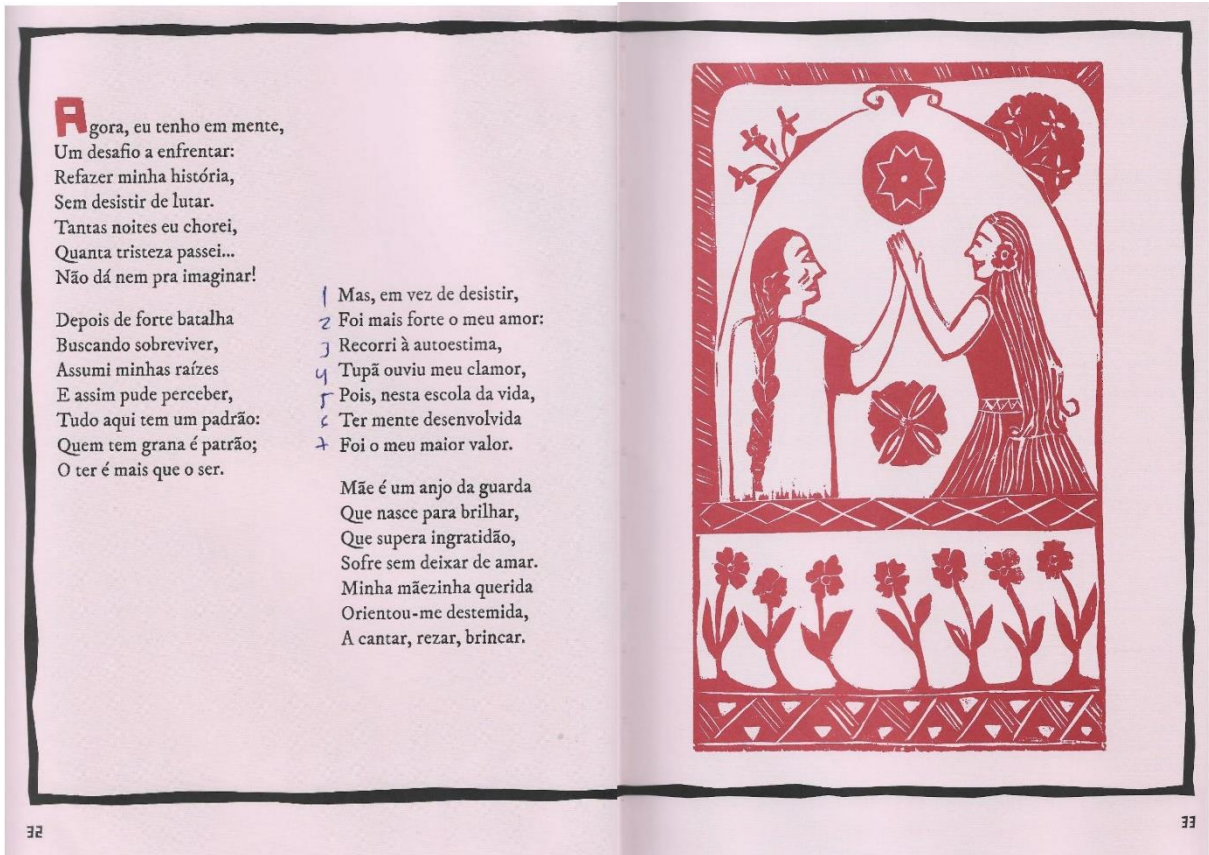 Agora, eu tenho em mente,
Um desafio a enfrentar:
Refazer minha história,
Sem desistir de lutar.
Tantas noites eu chorei,
Quanta tristeza passei...
Não dá nem pra imaginar!
Depois de forte batalha
Buscando sobreviver,
Assumi minhas raízes
E assim pude perceber,
Tudo aqui tem um padrão:
Quem tem grana é patrão;
O ter é mais que o ser.
1 Mas, em vez de desistir,
2 Foi mais forte o meu amor:
3 Recorri à autoestima,
4 Tupã ouviu meu clamor,
5 Pois, nesta escola da vida,
6 Ter mente desenvolvida
7 Foi o meu maior valor.
Mãe é um anjo da guarda
Que nasce para brilhar,
Que supera ingratidão,
Sofre sem deixar de amar.
Minha mãezinha querida
Orientou-me destemida,
A cantar, rezar, brincar.
32
33